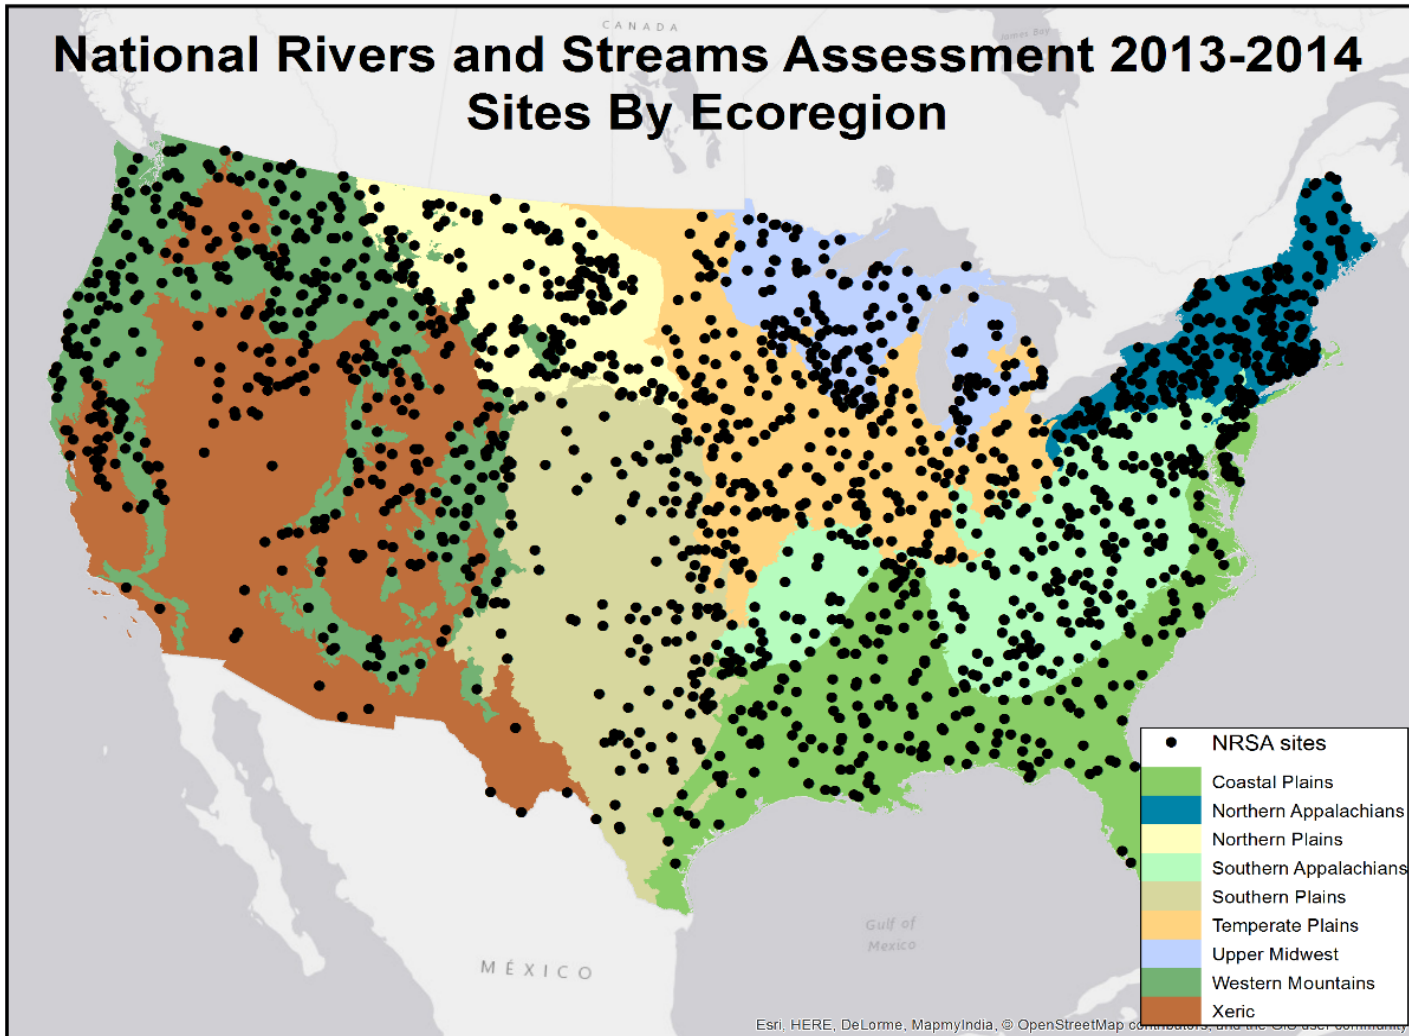 CANADA
James Bay
National Rivers and Streams Assessment 2013-2014
Sites By Ecoregion
NRSA sites
Coastal Plains
Northern Appalachians
Northern Plains
Southern Appalachians
Southern Plains
Temperate Plains
Upper Midwest
Western Mountains
Xeric
Gulf of
Mexico
MÉXICO
Esri, HERE, DeLorme, MapmyIndia, © OpenStreetMap contributors, and the GIS user community